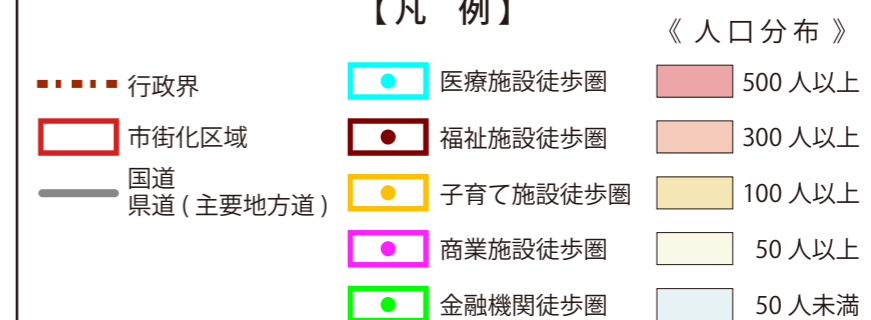 【凡 例】
《 人口分布 》
行政界
市街化区域
国道
県道 ( 主要地方道 )
医療施設徒歩圏
福祉施設徒歩圏
子育て施設徒歩圏
商業施設徒歩圏
金融機関徒歩圏
500 人以上
300 人以上
100 人以上
50 人以上
50 人未満